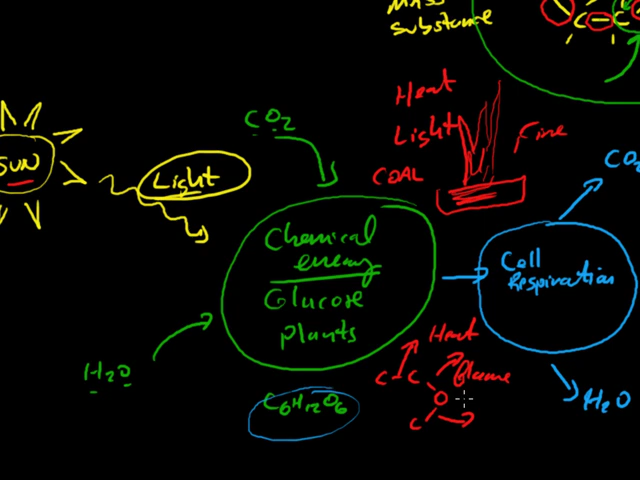 Mass
substance
C-C
Heat
CO2
Light
Fire
SUN
Light
COAL
CO2
Chemical
energy
Cell
Respiration
Glucose
plants
Heat
H2O
C-C
C6H12O6
O
H2O
C